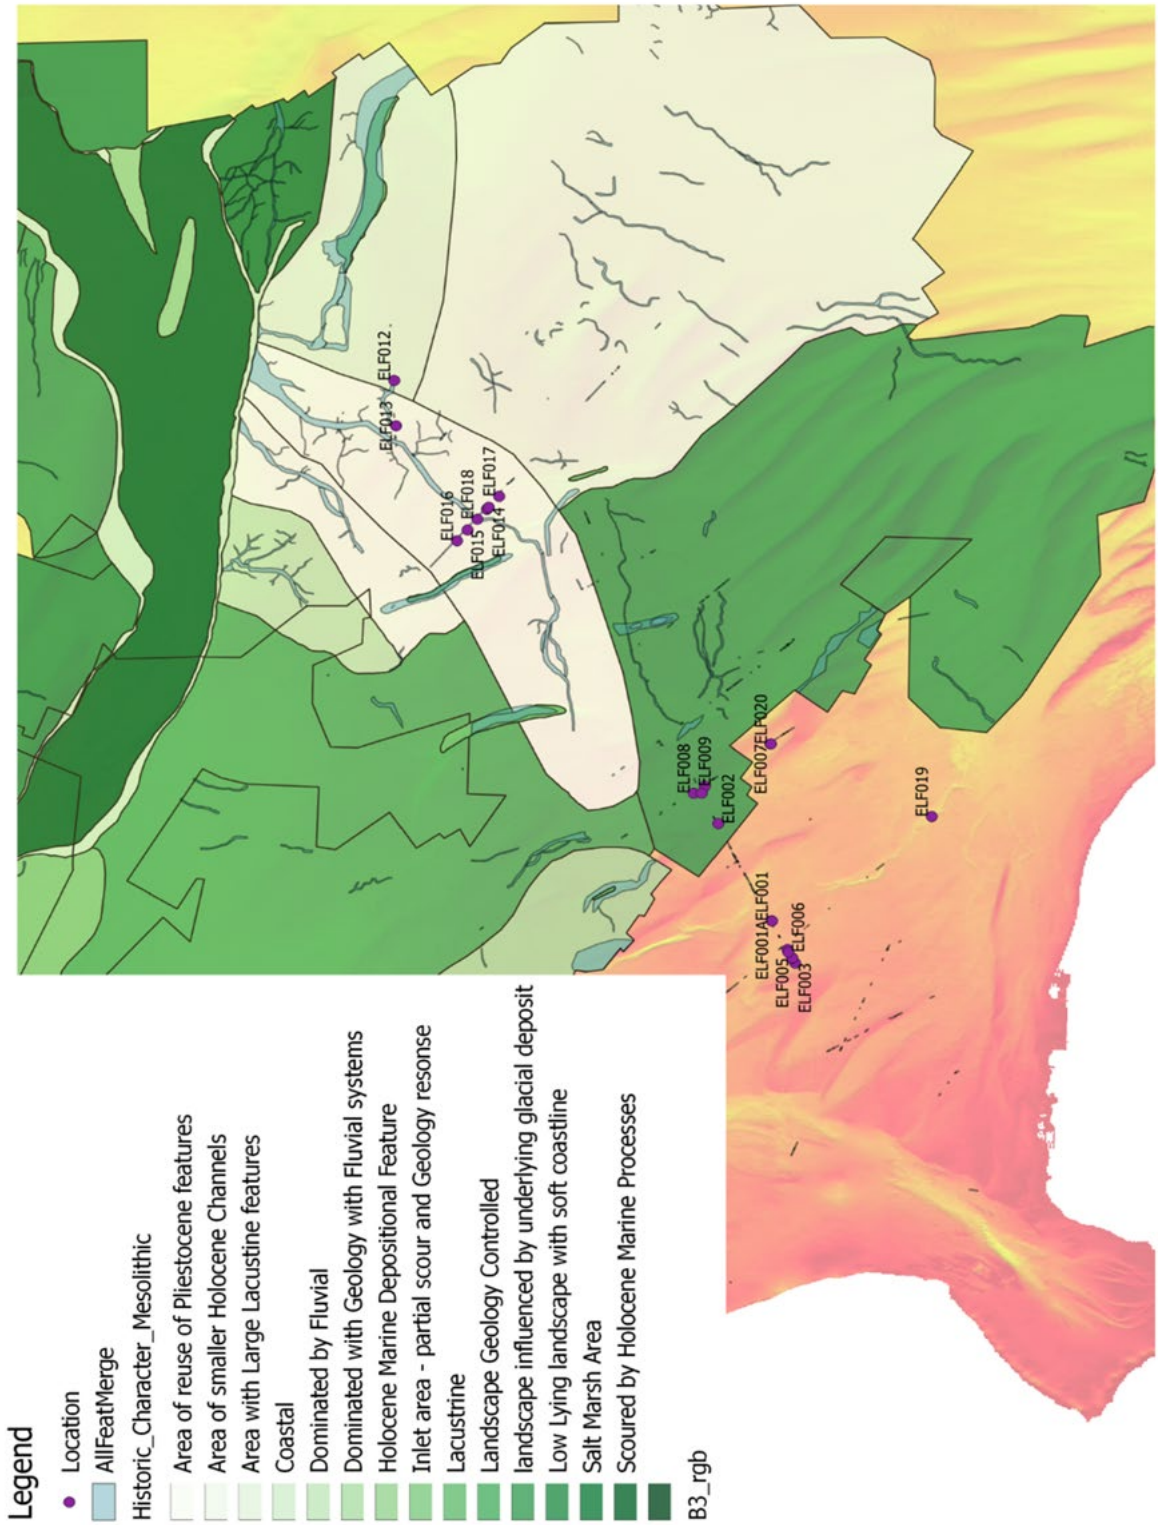 Legend
Location
AllFeatMerge
Historic_Character_Mesolithic
Area of reuse of Pliestocene features
Area of smaller Holocene Channels
Area with Large Lacustine features
Coastal
Dominated by Fluvial
Dominated with Geology with Fluvial systems
Holocene Marine Depositional Feature
Inlet area - partial scour and Geology resonse
Lacustrine
Landscape Geology Controlled
landscape influenced by underlying glacial deposit
Low Lying landscape with soft coastline
Salt Marsh Area
Scoured by Holocene Marine Processes
B3_rgb
ELF001AELF001
ELF005
ELF003
ELF006
ELF008
ELF009
ELF002
ELF007ELF020
ELF019
ELF016
ELF015
ELF018
ELF014
ELF017
ELF013
ELF012